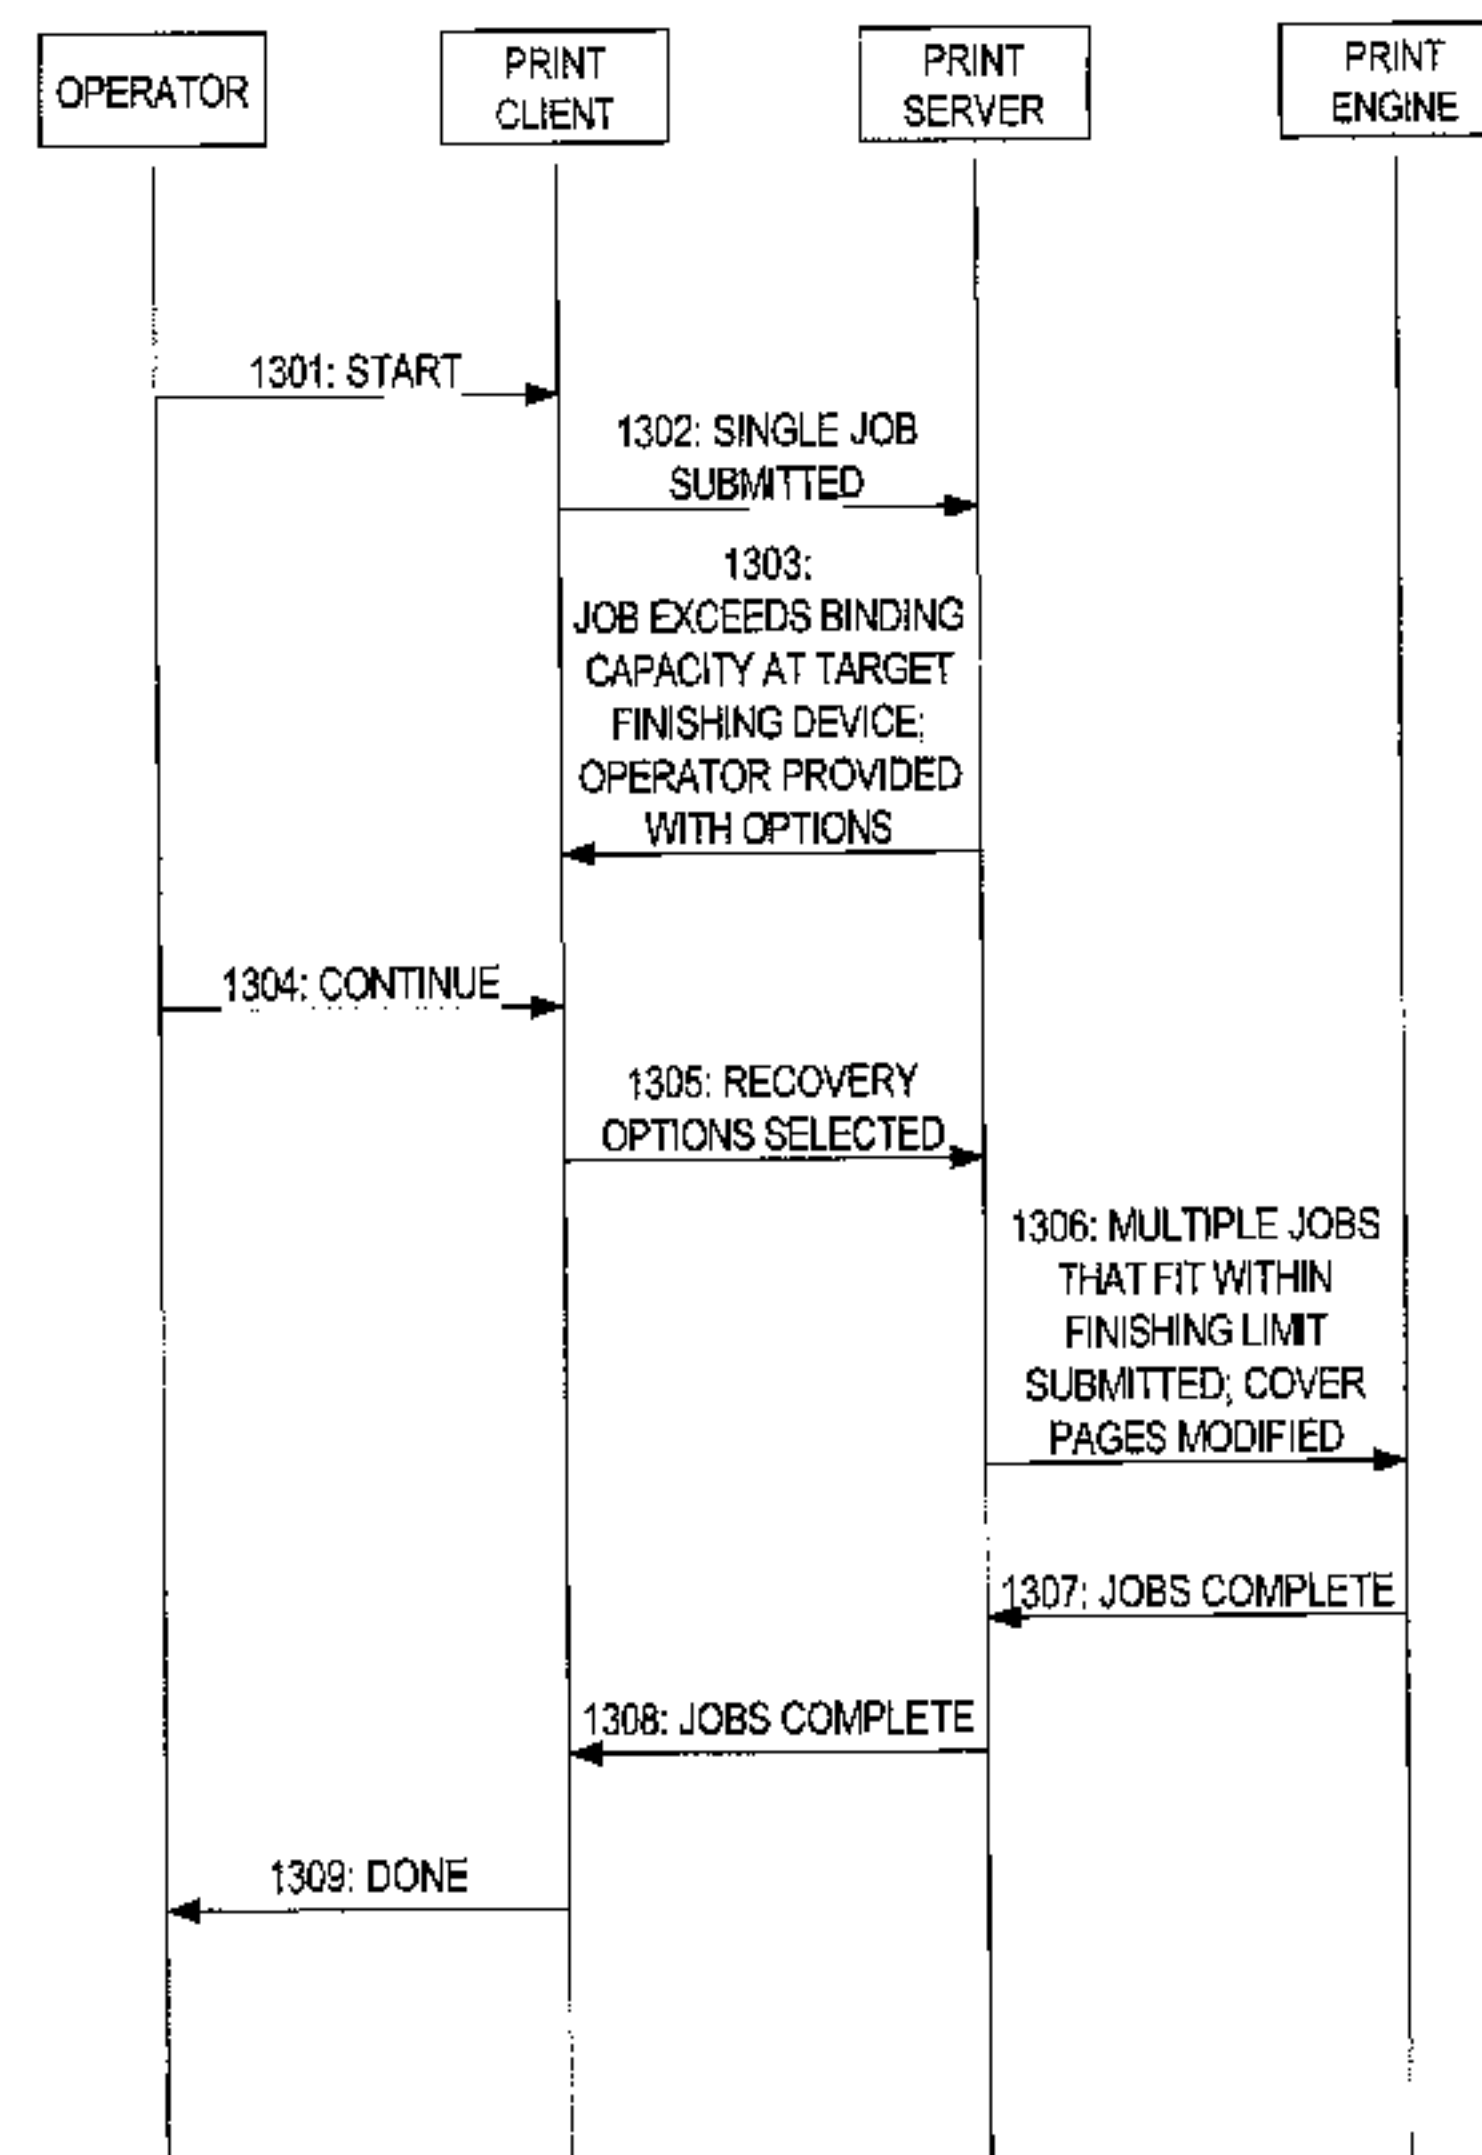 OPERATOR
PRINT
CLIENT
PRINT
SERVER
PRINT
ENGINE
1301: START
1302: SINGLE JOB
SUBMITTED
1303:
JOB EXCEEDS BINDING
CAPACITY AT TARGET
FINISHING DEVICE;
OPERATOR PROVIDED
WITH OPTIONS
1304: CONTINUE
1305: RECOVERY
OPTIONS SELECTED
1306: MULTIPLE JOBS
THAT FIT WITHIN
FINISHING LIMIT
SUBMITTED; COVER
PAGES MODIFIED
1307: JOBS COMPLETE
1308: JOBS COMPLETE
1309: DONE